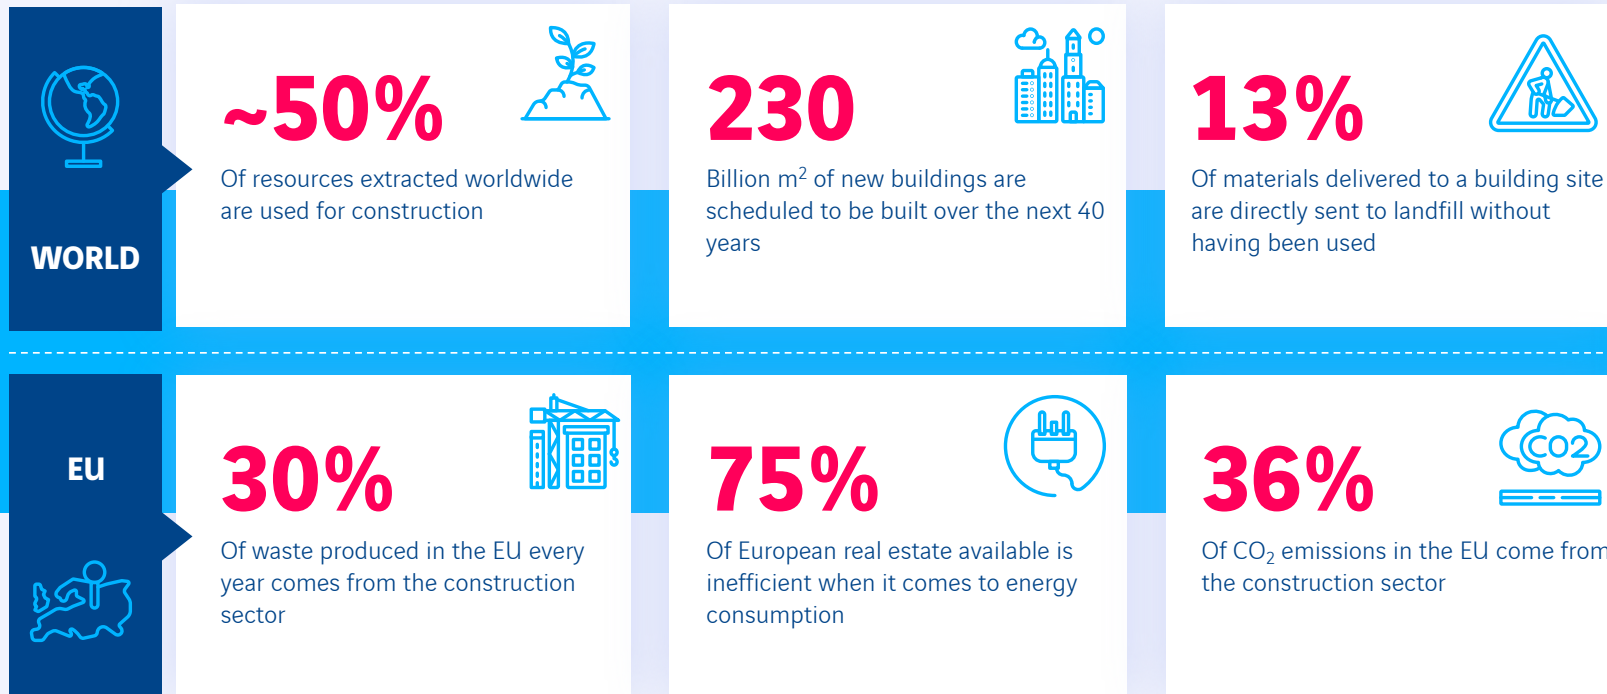 WORLD
~50%
Of resources extracted worldwide
are used for construction
230
Billion m² of new buildings are
scheduled to be built over the next 40
years
13%
Of materials delivered to a building site
are directly sent to landfill without
having been used
EU
30%
Of waste produced in the EU every
year comes from the construction
sector
75%
Of European real estate available is
inefficient when it comes to energy
consumption
CO2
36%
Of CO₂ emissions in the EU come from
the construction sector